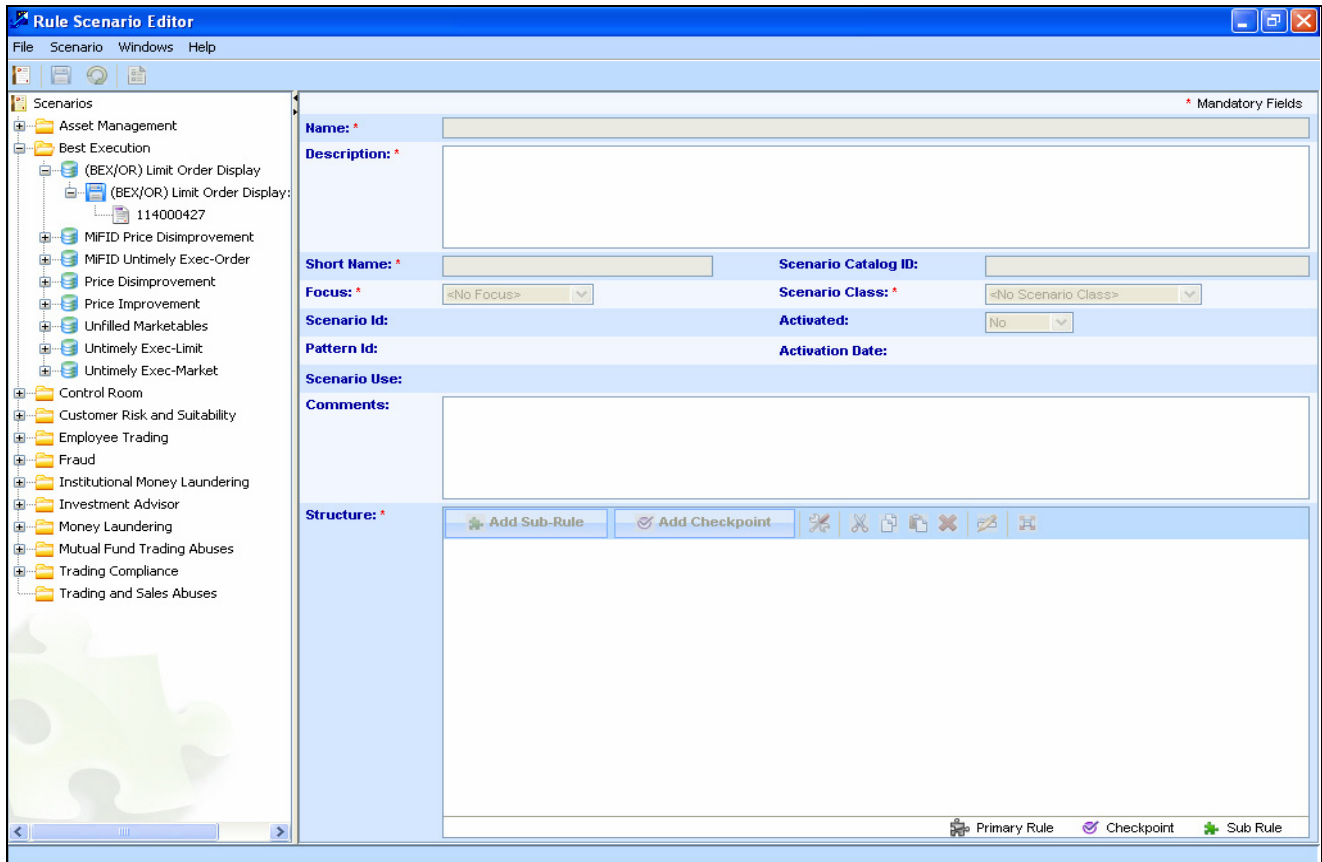 Rule Scenario Editor
File Scenario Windows Help
Scenarios
Asset Management
Best Execution
(BEX/OR) Limit Order Display
(BEX/OR) Limit Order Display:
114000427
MiFID Price Disimprovement
MiFID Untimely Exec-Order
Price Disimprovement
Price Improvement
Unfilled Marketables
Untimely Exec-Limit
Untimely Exec-Market
Control Room
Customer Risk and Suitability
Employee Trading
Fraud
Institutional Money Laundering
Investment Advisor
Money Laundering
Mutual Fund Trading Abuses
Trading Compliance
Trading and Sales Abuses
* Mandatory Fields
Name: *
Description: *
Short Name: * Scenario Catalog ID:
Focus: * <No Focus> Scenario Class: * <No Scenario Class>
Scenario Id: Activated: No
Pattern Id: Activation Date:
Scenario Use:
Comments:
Structure: * Add Sub-Rule Add Checkpoint
Primary Rule Checkpoint Sub Rule